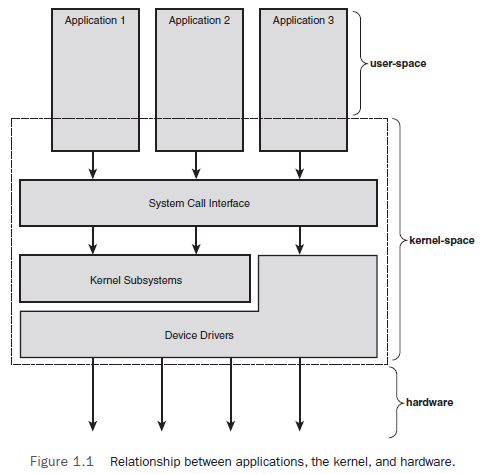 Application 1
Application 2
Application 3
user-space
System Call Interface
kernel-space
Kernel Subsystems
Device Drivers
hardware
Figure 1.1 Relationship between applications, the kernel, and hardware.